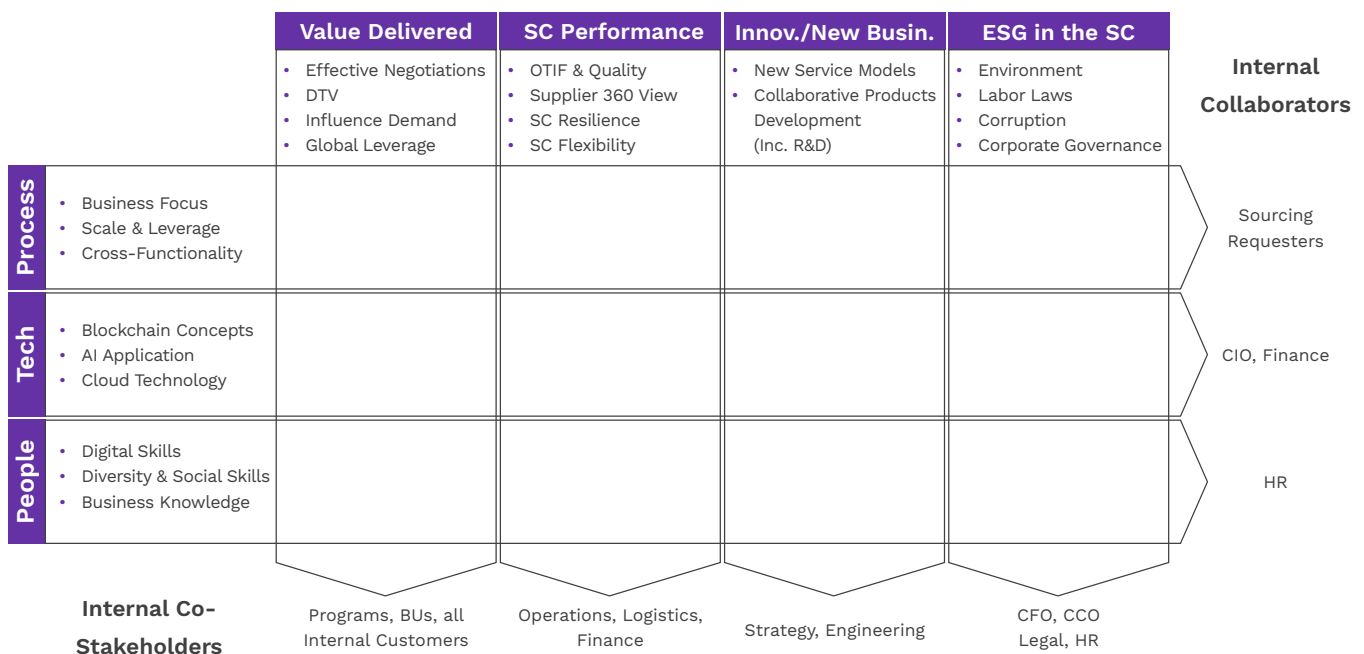 Value Delivered
SC Performance
Innov./New Busin.
ESG in the SC
• Effective Negotiations
• DTV
• Influence Demand
• Global Leverage
• OTIF & Quality
• Supplier 360 View
• SC Resilience
• SC Flexibility
• New Service Models
• Collaborative Products
Development
(Inc. R&D)
• Environment
• Labor Laws
• Corruption
• Corporate Governance
Internal
Collaborators
Process
• Business Focus
• Scale & Leverage
• Cross-Functionality
Sourcing
Requesters
Tech
• Blockchain Concepts
• AI Application
• Cloud Technology
CIO, Finance
People
• Digital Skills
• Diversity & Social Skills
• Business Knowledge
HR
Internal Co-
Stakeholders
Programs, BUs, all
Internal Customers
Operations, Logistics,
Finance
Strategy, Engineering
CFO, CCO
Legal, HR